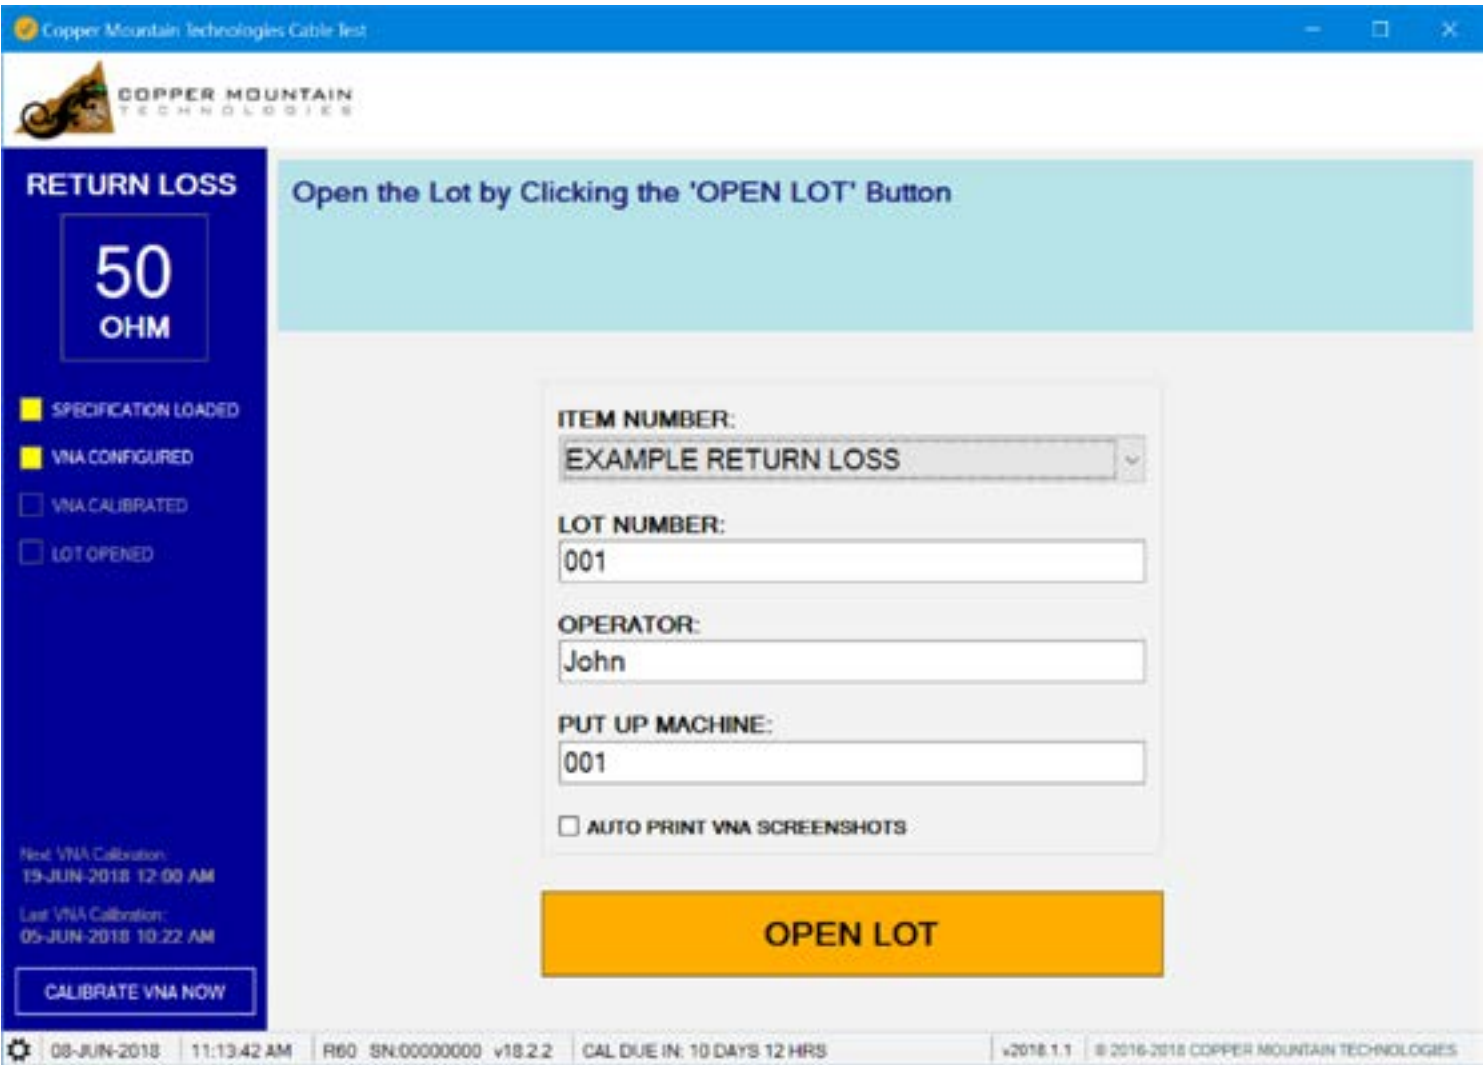 Copper Mountain Technologies Cable Test
COPPER MOUNTAIN
TECHNOLOGIES
RETURN LOSS
50
OHM
SPECIFICATION LOADED
VNA CONFIGURED
VNA CALIBRATED
LOT OPENED
Next VNA Calibration:
19-JUN-2018 12:00 AM
Last VNA Calibration:
05-JUN-2018 10:22 AM
CALIBRATE VNA NOW
Open the Lot by Clicking the 'OPEN LOT' Button
ITEM NUMBER:
EXAMPLE RETURN LOSS
LOT NUMBER:
001
OPERATOR:
John
PUT UP MACHINE:
001
AUTO PRINT VNA SCREENSHOTS
OPEN LOT
08-JUN-2018 11:13:42 AM R60 SN:00000000 v18.2.2 CAL DUE IN: 10 DAYS 12 HRS v2018.1.1 © 2016-2018 COPPER MOUNTAIN TECHNOLOGIES